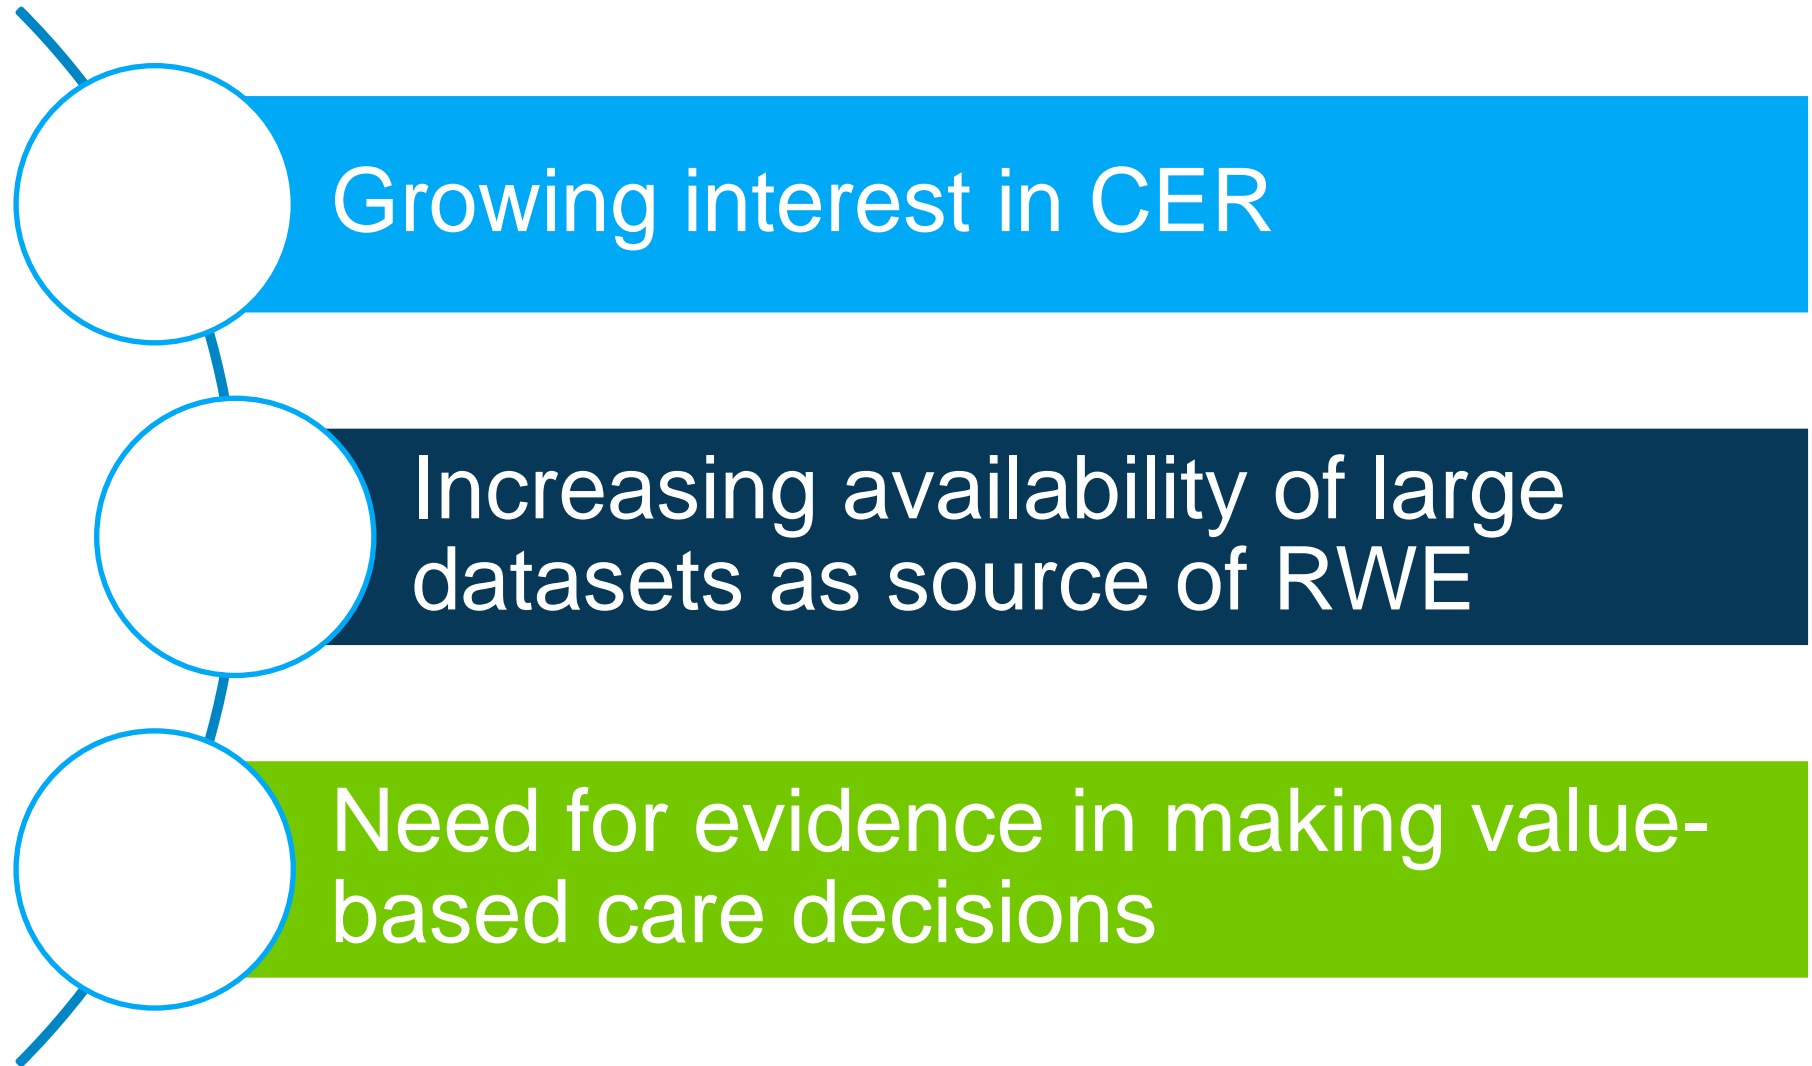 Growing interest in CER
Increasing availability of large
datasets as source of RWE
Need for evidence in making value-
based care decisions